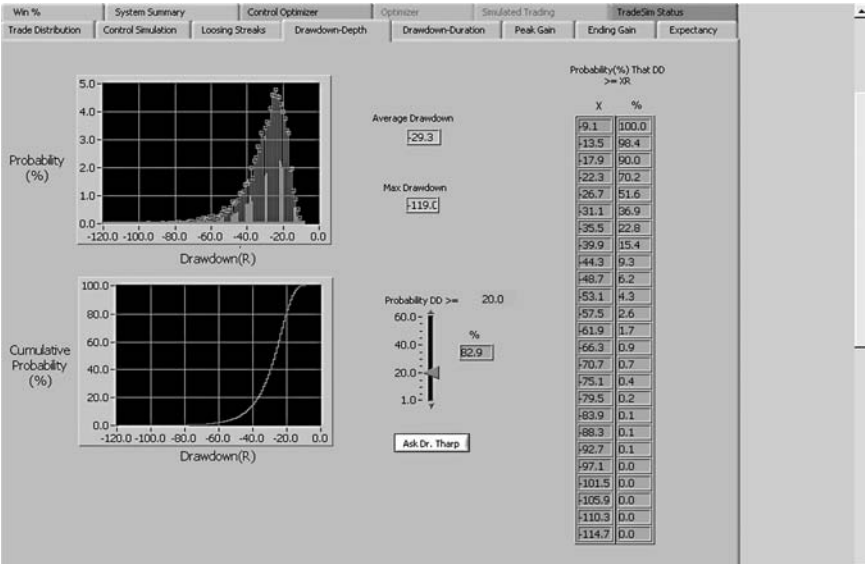 Win % System Summary Control Optimizer Optimizer Simulated Trading TradeSim Status
Trade Distribution Control Simulation Loosing Streaks Drawdown-Depth Drawdown-Duration Peak Gain Ending Gain Expectancy
Probability (%)
5.0
4.0
3.0
2.0
1.0
0.0
-120.0 -100.0 -80.0 -60.0 -40.0 -20.0 0.0
Drawdown(R)
Average Drawdown
-29.3
Max Drawdown
-119.0
Cumulative
Probability
(%)
100.0
80.0
60.0
40.0
20.0
0.0
-120.0 -100.0 -80.0 -60.0 -40.0 -20.0 0.0
Drawdown(R)
Probability DD >= 20.0
60.0
40.0
20.0
1.0
%
82.9
Ask Dr. Tharp
Probability(%) That DD
>= XR
X %
-9.1 100.0
-13.5 98.4
-17.9 90.0
-22.3 70.2
-26.7 51.6
-31.1 36.9
-35.5 22.8
-39.9 15.4
-44.3 9.3
-48.7 6.2
-53.1 4.3
-57.5 2.6
-61.9 1.7
-66.3 0.9
-70.7 0.7
-75.1 0.4
-79.5 0.2
-83.9 0.1
-88.3 0.1
-92.7 0.1
-97.1 0.0
-101.5 0.0
-105.9 0.0
-110.3 0.0
-114.7 0.0